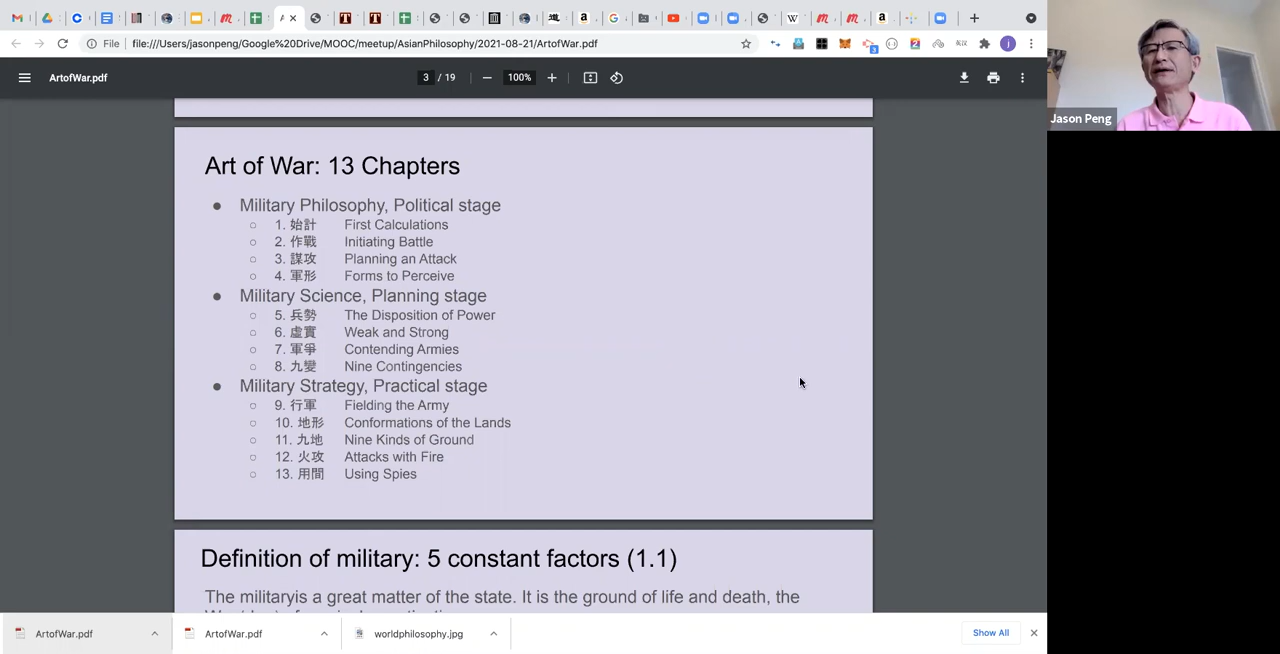 File
file:///Users/jasonpeng/Google%20Drive/MOOC/meetup/AsianPhilosophy/2021-08-21/ArtofWar.pdf
ArtofWar.pdf
3 / 19
100%
Jason Peng
Art of War: 13 Chapters
Military Philosophy, Political stage
1. 始計 First Calculations
2. 作戰 Initiating Battle
3. 謀攻 Planning an Attack
4. 軍形 Forms to Perceive
Military Science, Planning stage
5. 兵勢 The Disposition of Power
6. 虛實 Weak and Strong
7. 軍爭 Contending Armies
8. 九變 Nine Contingencies
Military Strategy, Practical stage
9. 行軍 Fielding the Army
10. 地形 Conformations of the Lands
11. 九地 Nine Kinds of Ground
12. 火攻 Attacks with Fire
13. 用間 Using Spies
Definition of military: 5 constant factors (1.1)
The militaryis a great matter of the state. It is the ground of life and death, the
ArtofWar.pdf
ArtofWar.pdf
worldphilosophy.jpg
Show All